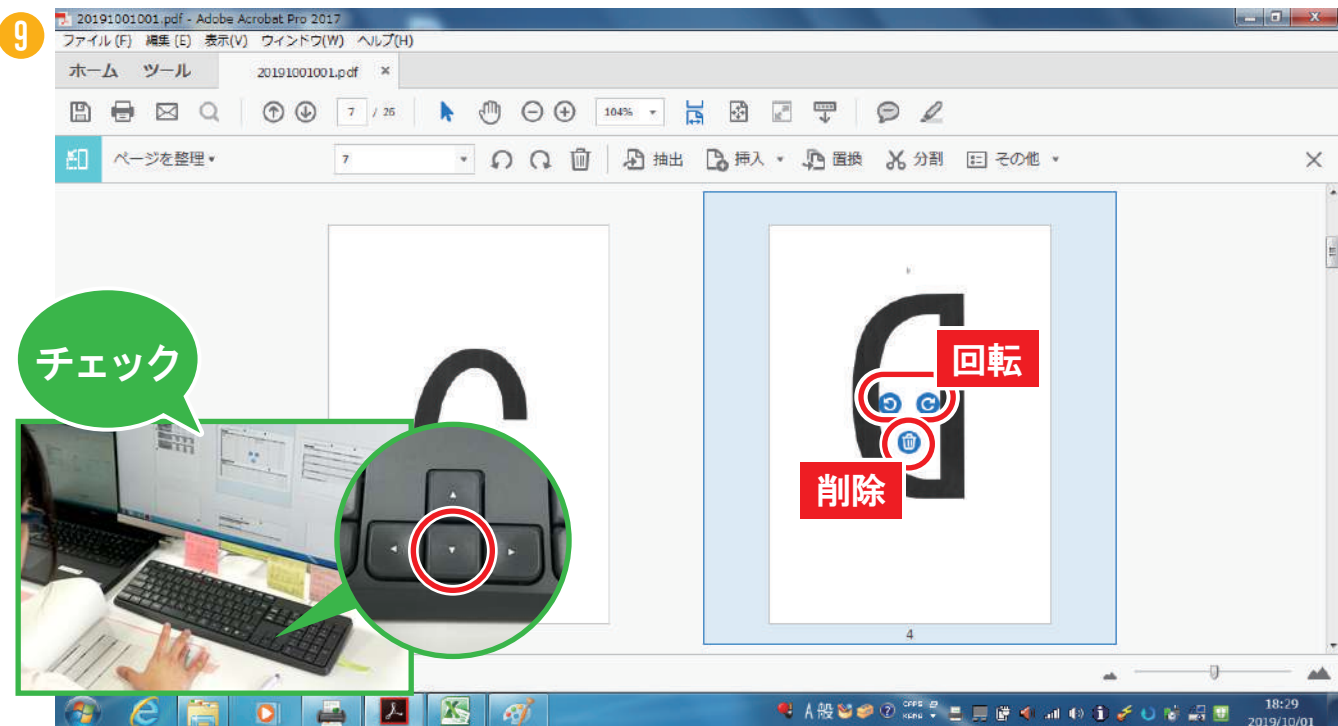 9
20191001001.pdf - Adobe Acrobat Pro 2017
ファイル(F) 編集(E) 表示(V) ウィンドウ(W) ヘルプ(H)
ホーム ツール 20191001001.pdf ×
7 / 26 104%
ページを整理 7 抽出 挿入 置換 分割 その他
チェック
回転
削除
4
A 般 CAPS KANA 18:29
2019/10/01